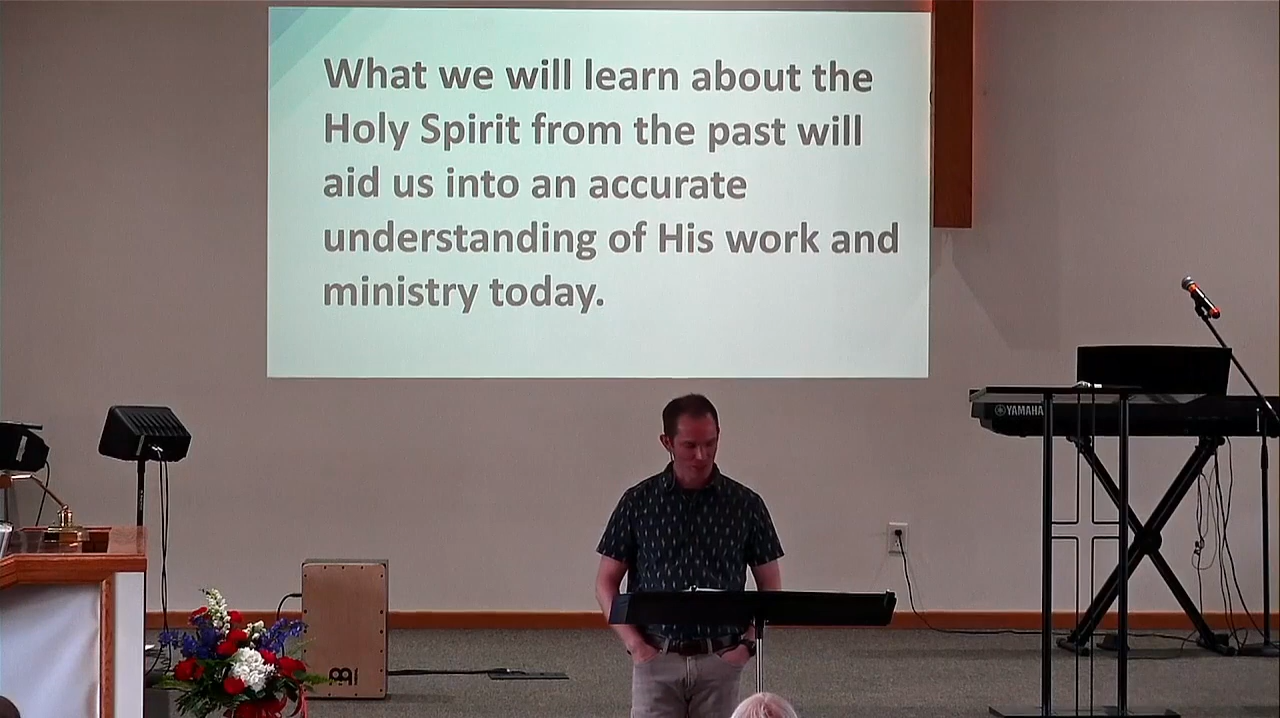 What we will learn about the
Holy Spirit from the past will
aid us into an accurate
understanding of His work and
ministry today.
YAMAHA